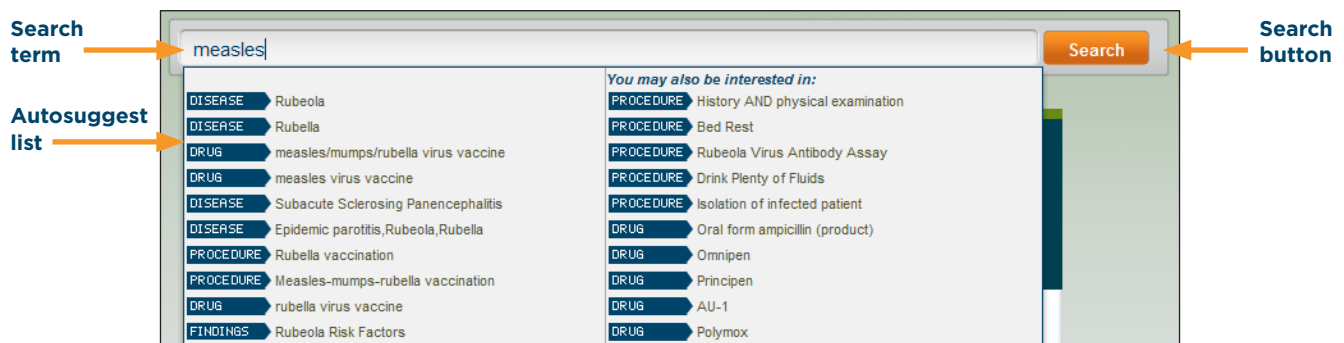 Search
term
measles
Search
Search
button
Autosuggest
list
You may also be interested in:
DISEASE Rubeola
DISEASE Rubella
DRUG measles/mumps/rubella virus vaccine
DRUG measles virus vaccine
DISEASE Subacute Sclerosing Panencephalitis
DISEASE Epidemic parotitis,Rubeola,Rubella
PROCEDURE Rubella vaccination
PROCEDURE Measles-mumps-rubella vaccination
DRUG rubella virus vaccine
FINDINGS Rubeola Risk Factors
PROCEDURE History AND physical examination
PROCEDURE Bed Rest
PROCEDURE Rubeola Virus Antibody Assay
PROCEDURE Drink Plenty of Fluids
PROCEDURE Isolation of infected patient
DRUG Oral form ampicillin (product)
DRUG Omnipen
DRUG Principen
DRUG AU-1
DRUG Polymox